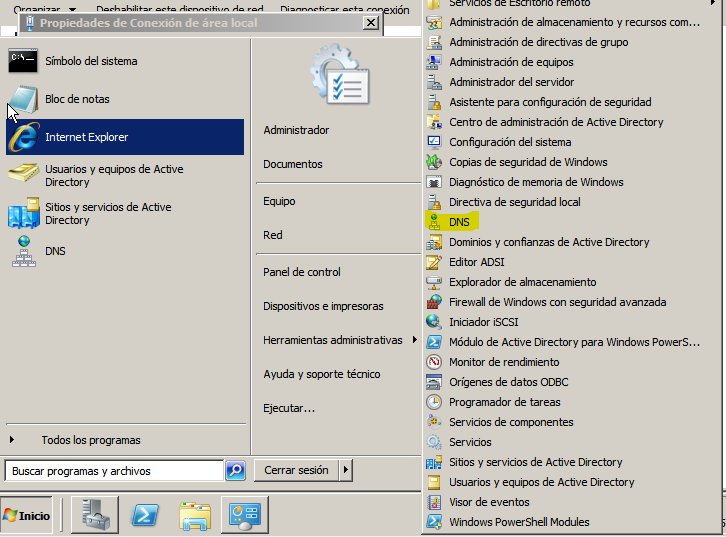 Organizar
Deshabilitar este dispositivo de red
Diagnosticar esta conexión
Propiedades de Conexión de área local
C:\
Símbolo del sistema
Bloc de notas
Internet Explorer
Usuarios y equipos de Active
Directory
Sitios y servicios de Active
Directory
DNS
Todos los programas
Buscar programas y archivos
Inicio
Administrador
Documentos
Equipo
Red
Panel de control
Dispositivos e impresoras
Herramientas administrativas
Ayuda y soporte técnico
Ejecutar...
Cerrar sesión
Servicios de Escritorio remoto
Administración de almacenamiento y recursos com...
Administración de directivas de grupo
Administración de equipos
Administrador del servidor
Asistente para configuración de seguridad
Centro de administración de Active Directory
Configuración del sistema
Copias de seguridad de Windows
Diagnóstico de memoria de Windows
Directiva de seguridad local
DNS
Dominios y confianzas de Active Directory
Editor ADSI
Explorador de almacenamiento
Firewall de Windows con seguridad avanzada
Iniciador iSCSI
Módulo de Active Directory para Windows PowerS...
Monitor de rendimiento
Orígenes de datos ODBC
Programador de tareas
Servicios de componentes
Servicios
Sitios y servicios de Active Directory
Usuarios y equipos de Active Directory
Visor de eventos
Windows PowerShell Modules